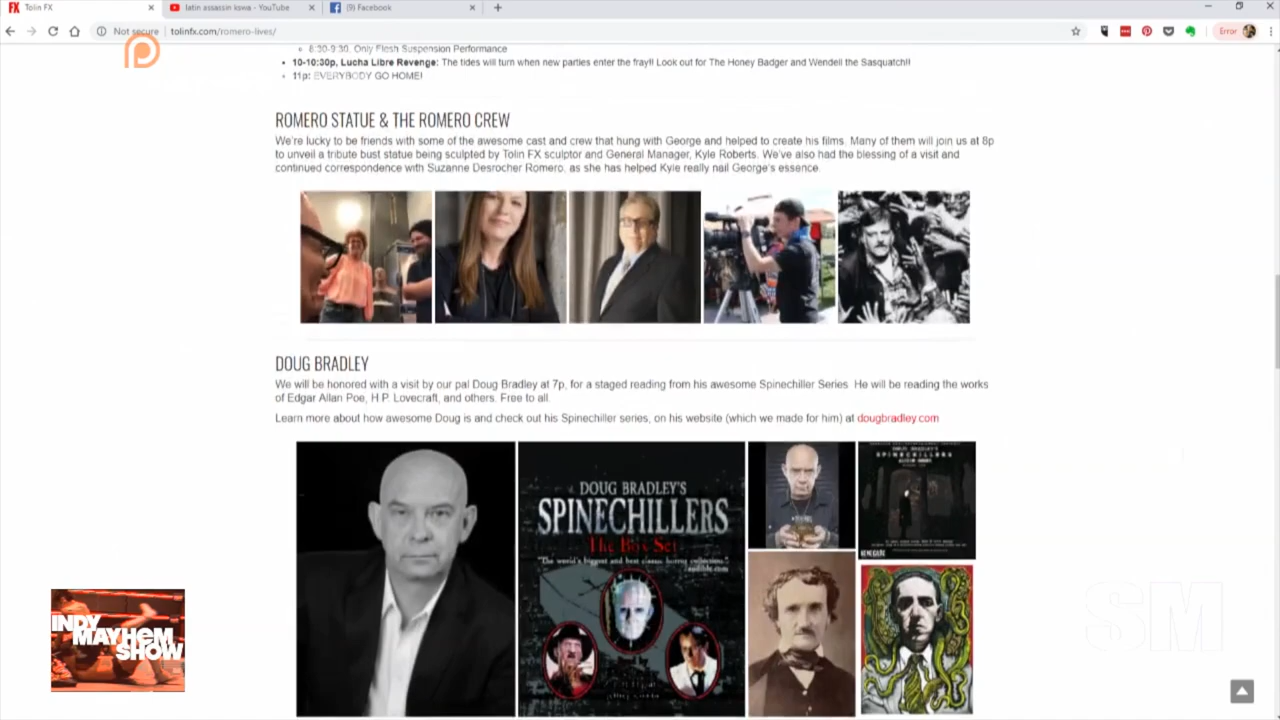 FX Tolin FX
latin assassin kswa - YouTube
(9) Facebook
Not secure
tolinfx.com/romero-lives/
Error
8:30-9:30, Only Flesh Suspension Performance
10-10:30p, Lucha Libre Revenge: The tides will turn when new parties enter the fray!! Look out for The Honey Badger and Wendell the Sasquatch!!
11p: EVERYBODY GO HOME!
ROMERO STATUE & THE ROMERO CREW
We're lucky to be friends with some of the awesome cast and crew that hung with George and helped to create his films. Many of them will join us at 8p
to unveil a tribute bust statue being sculpted by Tolin FX sculptor and General Manager, Kyle Roberts. We've also had the blessing of a visit and
continued correspondence with Suzanne Desrocher Romero, as she has helped Kyle really nail George's essence.
DOUG BRADLEY
We will be honored with a visit by our pal Doug Bradley at 7p, for a staged reading from his awesome Spinechiller Series. He will be reading the works
of Edgar Allan Poe, H.P. Lovecraft, and others. Free to all.
Learn more about how awesome Doug is and check out his Spinechiller series, on his website (which we made for him) at dougbradley.com
DOUG BRADLEY'S
SPINECHILLERS
The Box Set
"The world's biggest and best classic horror collection."
audible.com
SPINECHILLERS
RENEGADE
INDY
MAYHEM
SHOW
SM